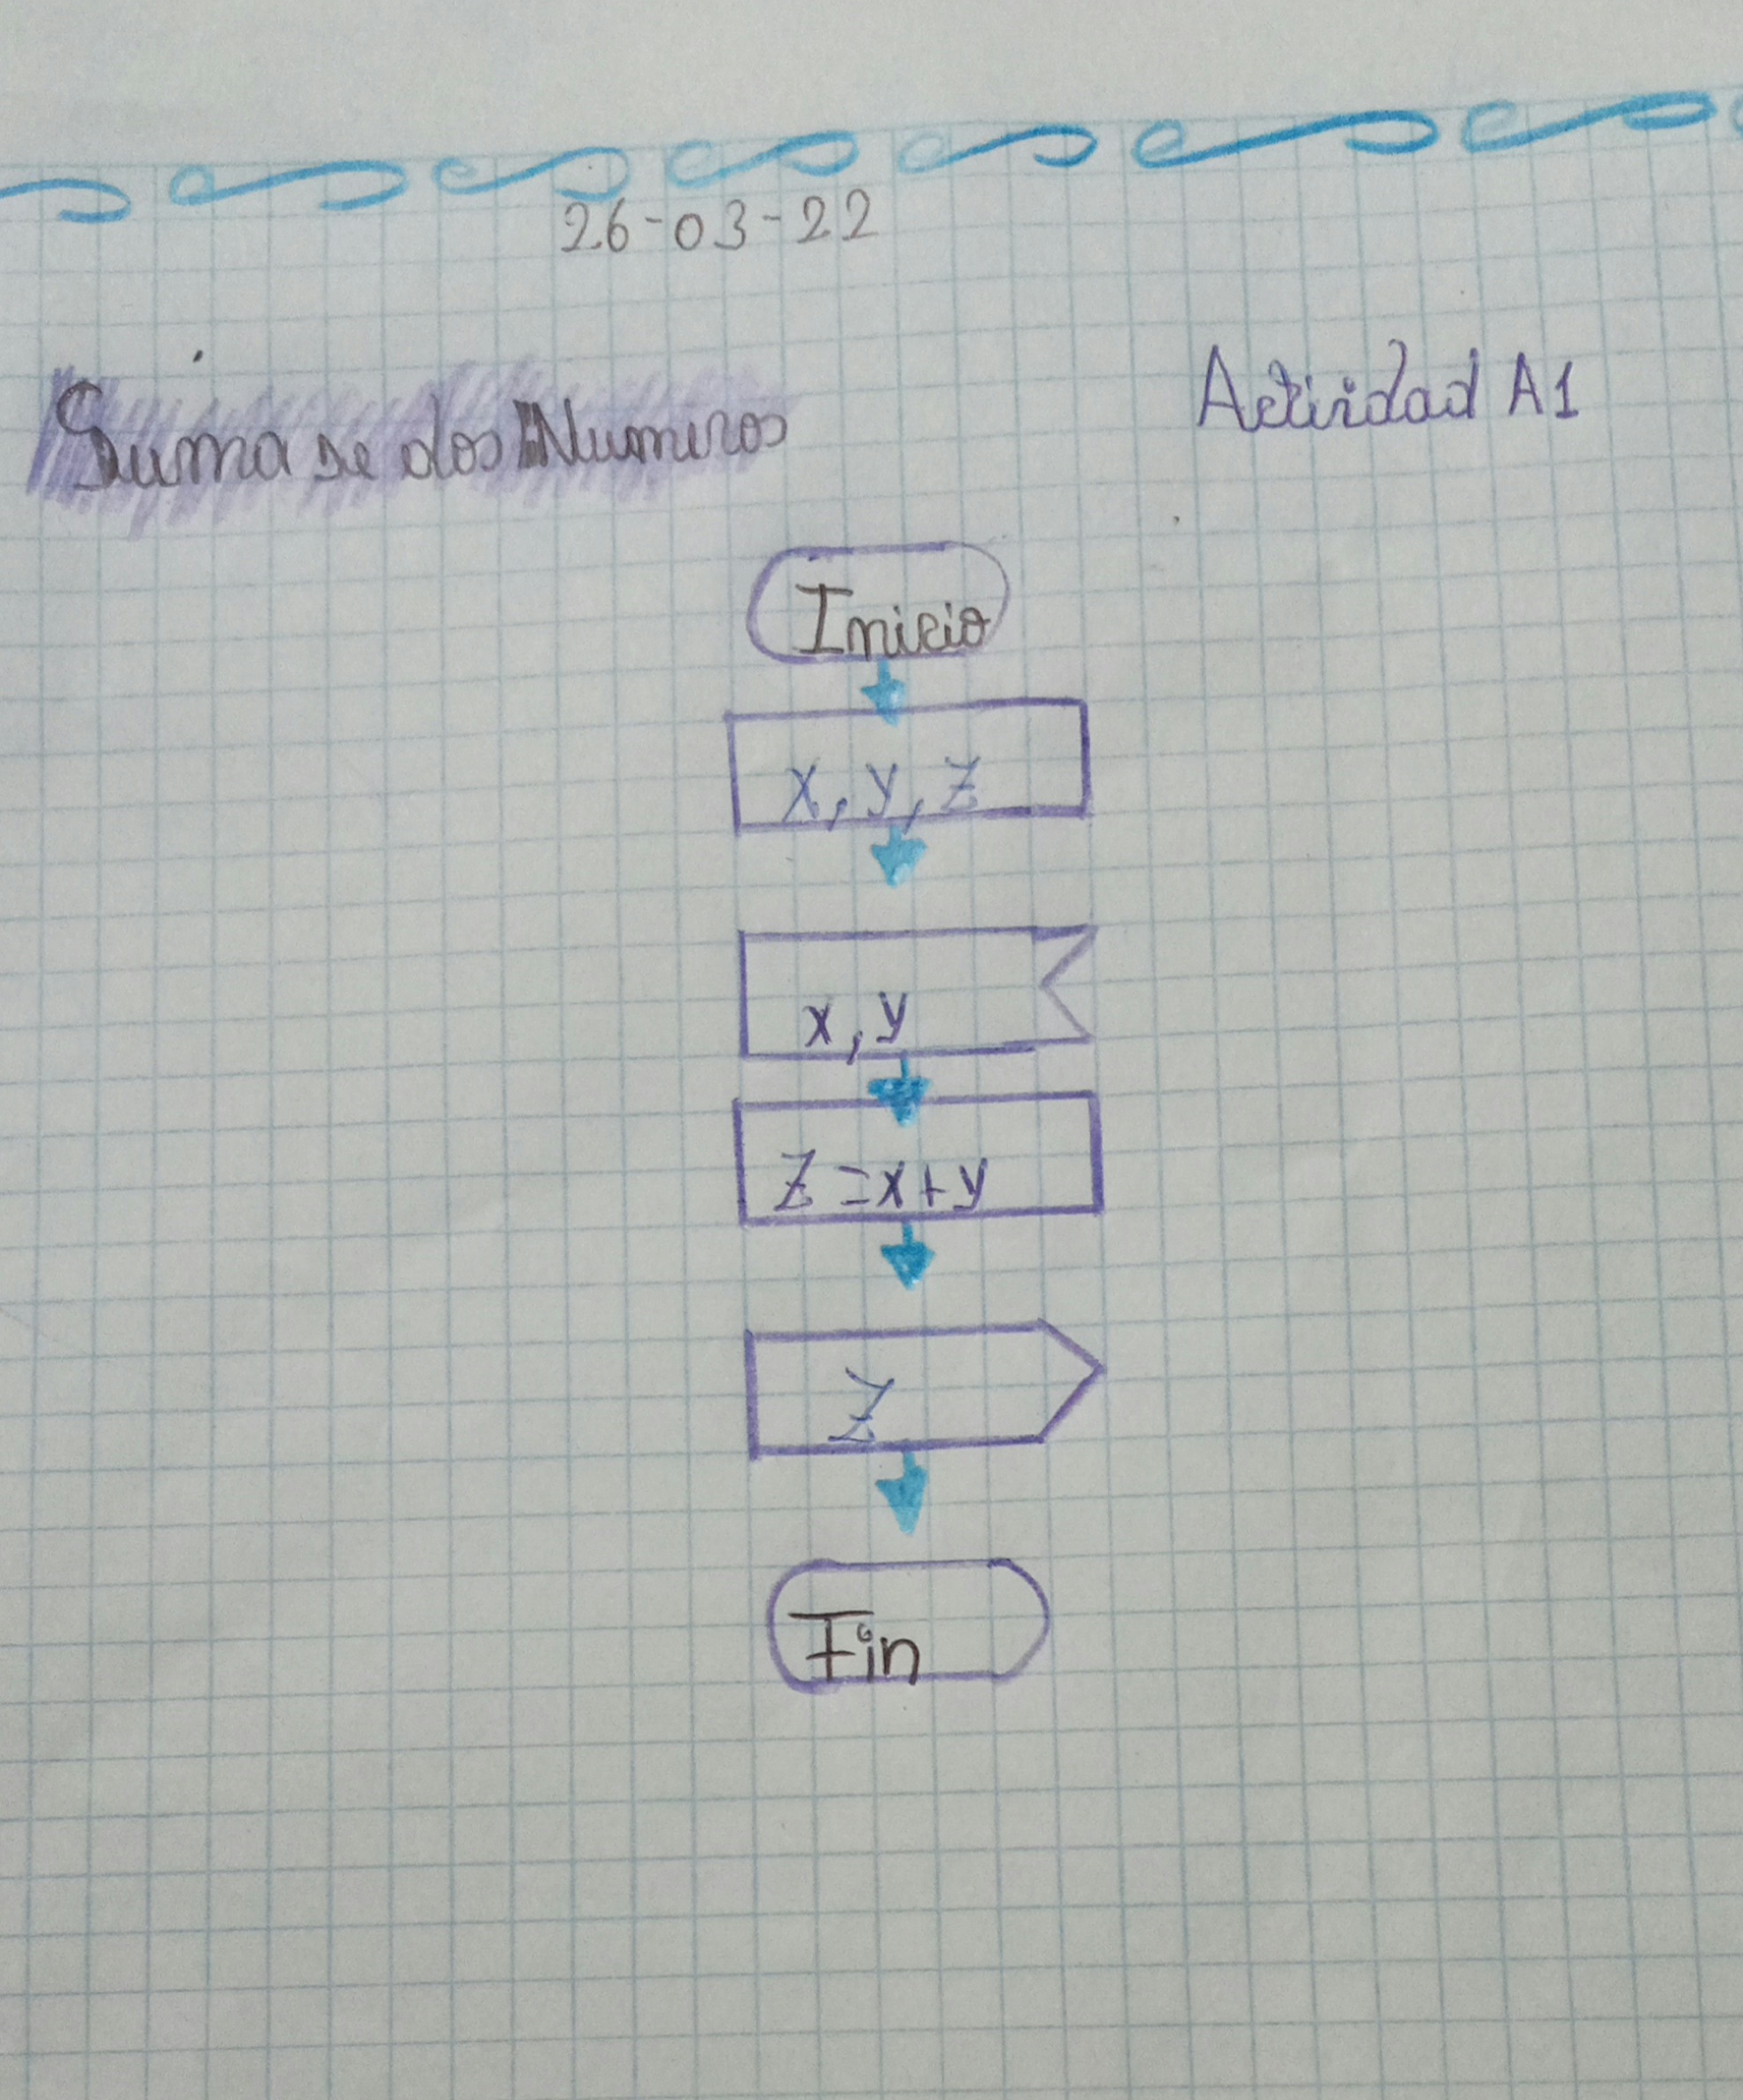 26-03-22
Suma de dos Numeros
Actividad A1
Inicio
X, y, Z
x, y
Z = x + y
Z
Fin